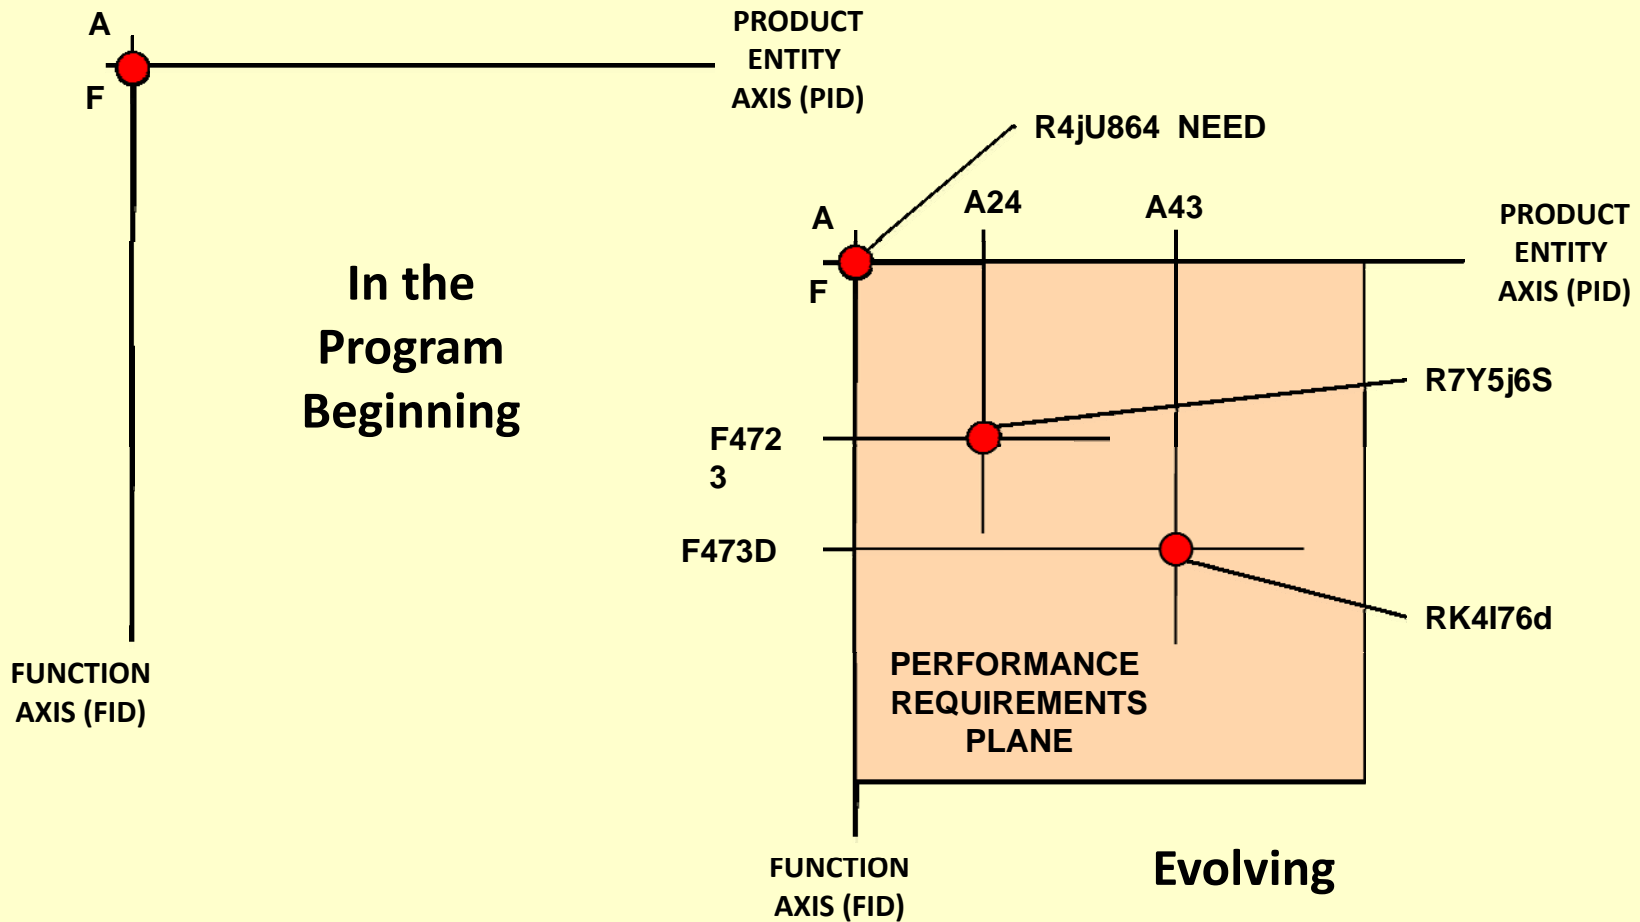 A
F
PRODUCT
ENTITY
AXIS (PID)
In the
Program
Beginning
FUNCTION
AXIS (FID)
R4jU864  NEED
A
F
A24
A43
PRODUCT
ENTITY
AXIS (PID)
R7Y5j6S
F472
3
F473D
RK4I76d
PERFORMANCE
REQUIREMENTS
PLANE
FUNCTION
AXIS (FID)
Evolving